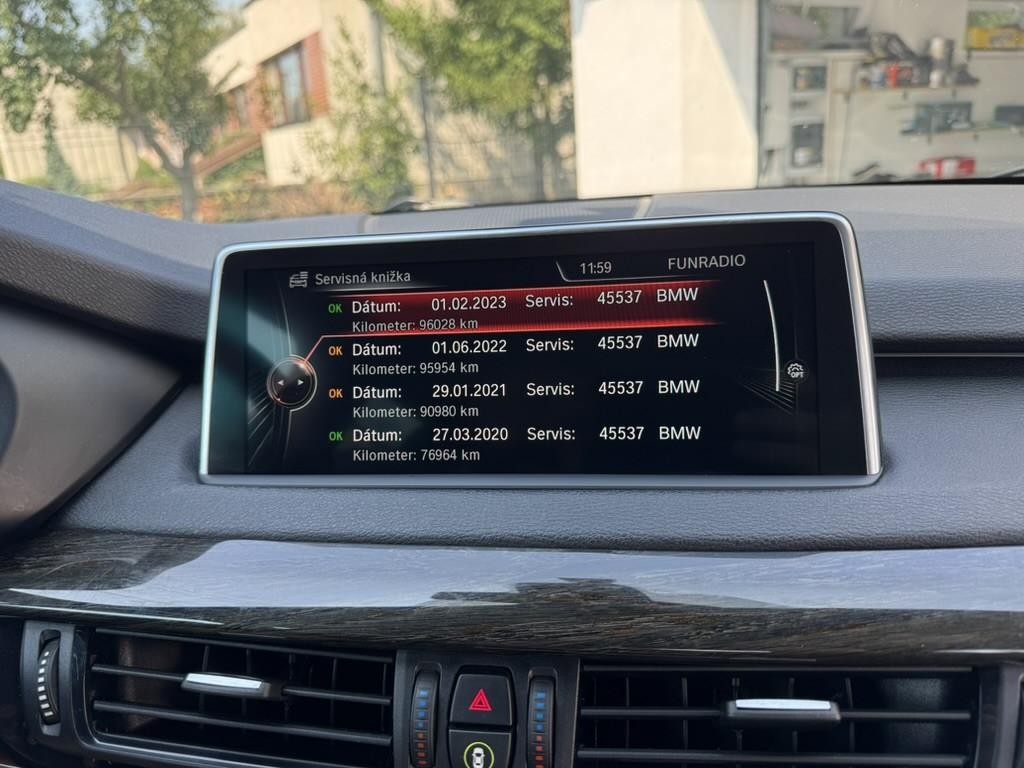 Servisná knižka 11:59 FUNRADIO
OK Dátum: 01.02.2023 Servis: 45537 BMW
Kilometer: 96028 km
OK Dátum: 01.06.2022 Servis: 45537 BMW
Kilometer: 95954 km
OK Dátum: 29.01.2021 Servis: 45537 BMW
Kilometer: 90980 km
OK Dátum: 27.03.2020 Servis: 45537 BMW
Kilometer: 76964 km
OPT